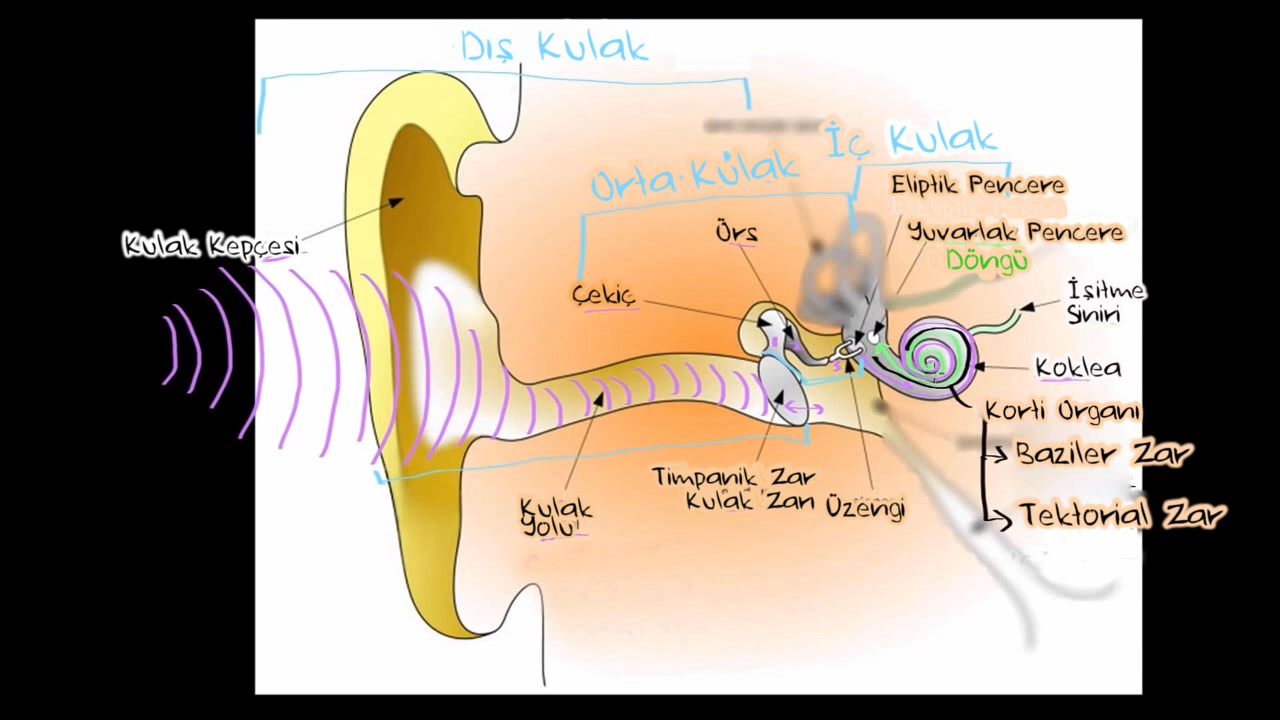 Dış Kulak
İç Kulak
Orta Kulak
Eliptik Pencere
Ürs
Yuvarlak Pencere
Döngü
Kulak Kepçesi
Çekiç
İşitme
Siniri
Koklea
Korti Organı
Baziler Zar
Timpanik Zar
Kulak Zarı
Üzengi
Kulak
Yolu
Tektorial Zar